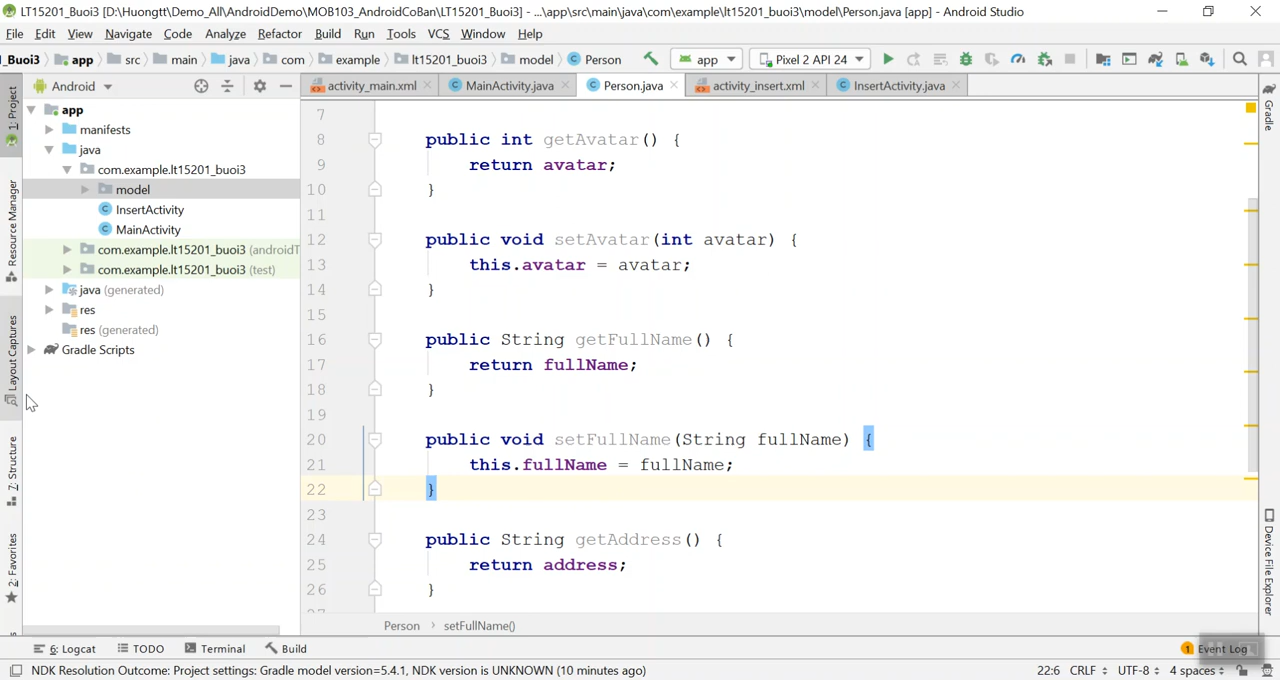 LT15201_Buoi3 [D:\Huongtt\Demo_All\AndroidDemo\MOB103_AndroidCoBan\LT15201_Buoi3] - ...\app\src\main\java\com\example\lt15201_buoi3\model\Person.java [app] - Android Studio
File Edit View Navigate Code Analyze Refactor Build Run Tools VCS Window Help
_Buoi3 app src main java com example lt15201_buoi3 model Person app Pixel 2 API 24
Android activity_main.xml MainActivity.java Person.java activity_insert.xml InsertActivity.java
1: Project
Resource Manager
Layout Captures
7: Structure
2: Favorites
app
manifests
java
com.example.lt15201_buoi3
model
InsertActivity
MainActivity
com.example.lt15201_buoi3 (androidT
com.example.lt15201_buoi3 (test)
java (generated)
res
res (generated)
Gradle Scripts
7
8 public int getAvatar() {
9 return avatar;
10 }
11
12 public void setAvatar(int avatar) {
13 this.avatar = avatar;
14 }
15
16 public String getFullName() {
17 return fullName;
18 }
19
20 public void setFullName(String fullName) {
21 this.fullName = fullName;
22 }
23
24 public String getAddress() {
25 return address;
26 }
Person setFullName()
Gradle
Device File Explorer
6: Logcat TODO Terminal Build 1 Event Log
NDK Resolution Outcome: Project settings: Gradle model version=5.4.1, NDK version is UNKNOWN (10 minutes ago) 22:6 CRLF UTF-8 4 spaces